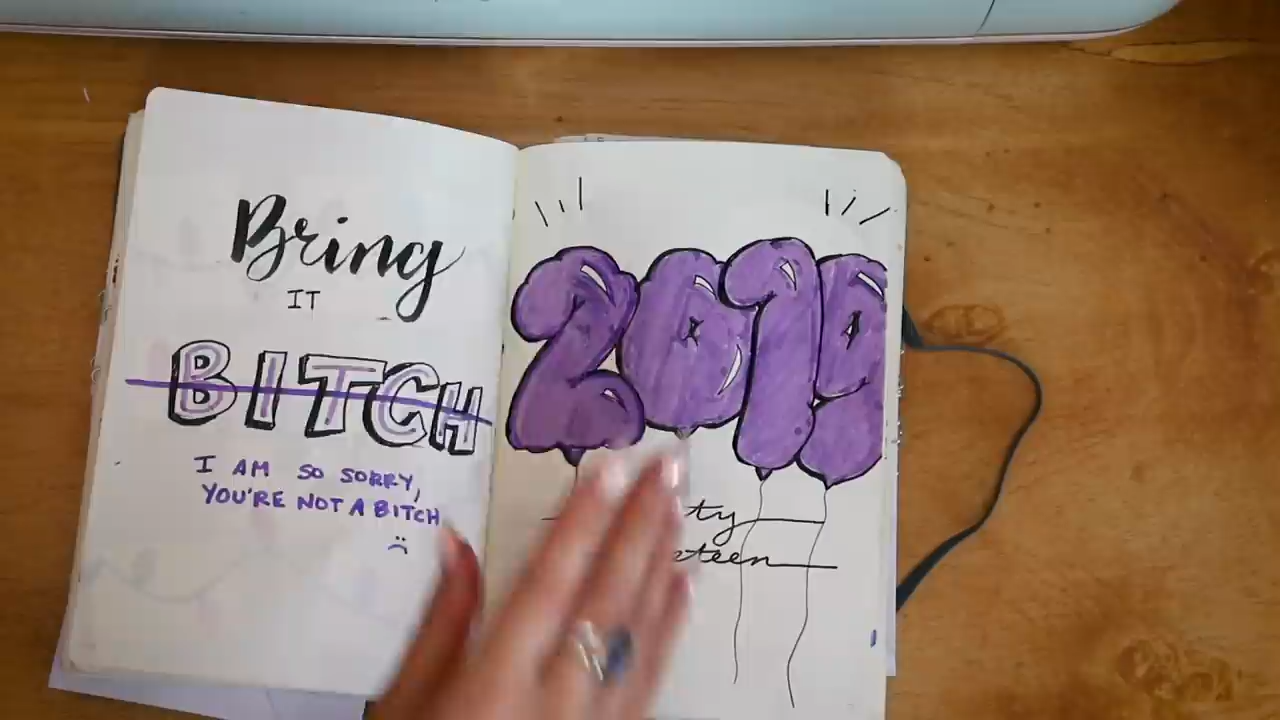 Bring
IT
BITCH
I AM SO SORRY,
YOU'RE NOT A BITCH
:(
2019